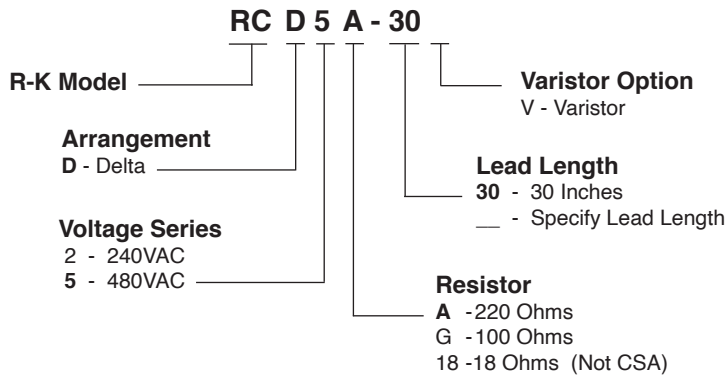 RC D 5 A - 30
R-K Model
Varistor Option
V - Varistor
Arrangement
D - Delta
Lead Length
30 - 30 Inches
__ - Specify Lead Length
Voltage Series
2 - 240VAC
5 - 480VAC
Resistor
A -220 Ohms
G -100 Ohms
18 -18 Ohms (Not CSA)